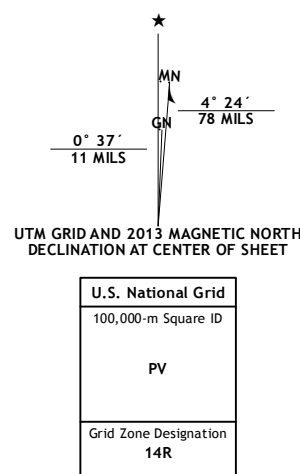 ★
MN
4° 24´
78 MILS
GN
0° 37´
11 MILS
UTM GRID AND 2013 MAGNETIC NORTH
DECLINATION AT CENTER OF SHEET
U.S. National Grid
100,000-m Square ID
PV
Grid Zone Designation
14R